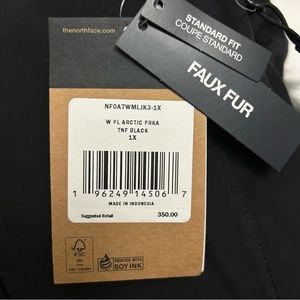 thenorthface.com
STANDARD FIT
COUPE STANDARD
FAUX FUR
NF0A7WMLJK3-1X
W PL ARCTIC PRKA
TNF BLACK
1X
1 96249 14506 7
MADE IN INDONESIA
Suggested Retail 350.00
FSC
PRINTED WITH
SOY INK